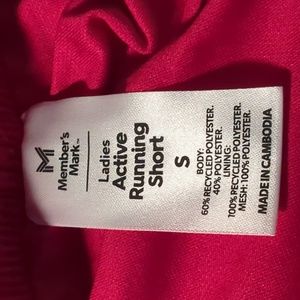 M
Member's
Mark™
Ladies
Active
Running
Short
S
BODY:
60% RECYCLED POLYESTER.
40% POLYESTER.
LINING:
100% RECYCLED POLYESTER.
MESH: 100% POLYESTER.
MADE IN CAMBODIA